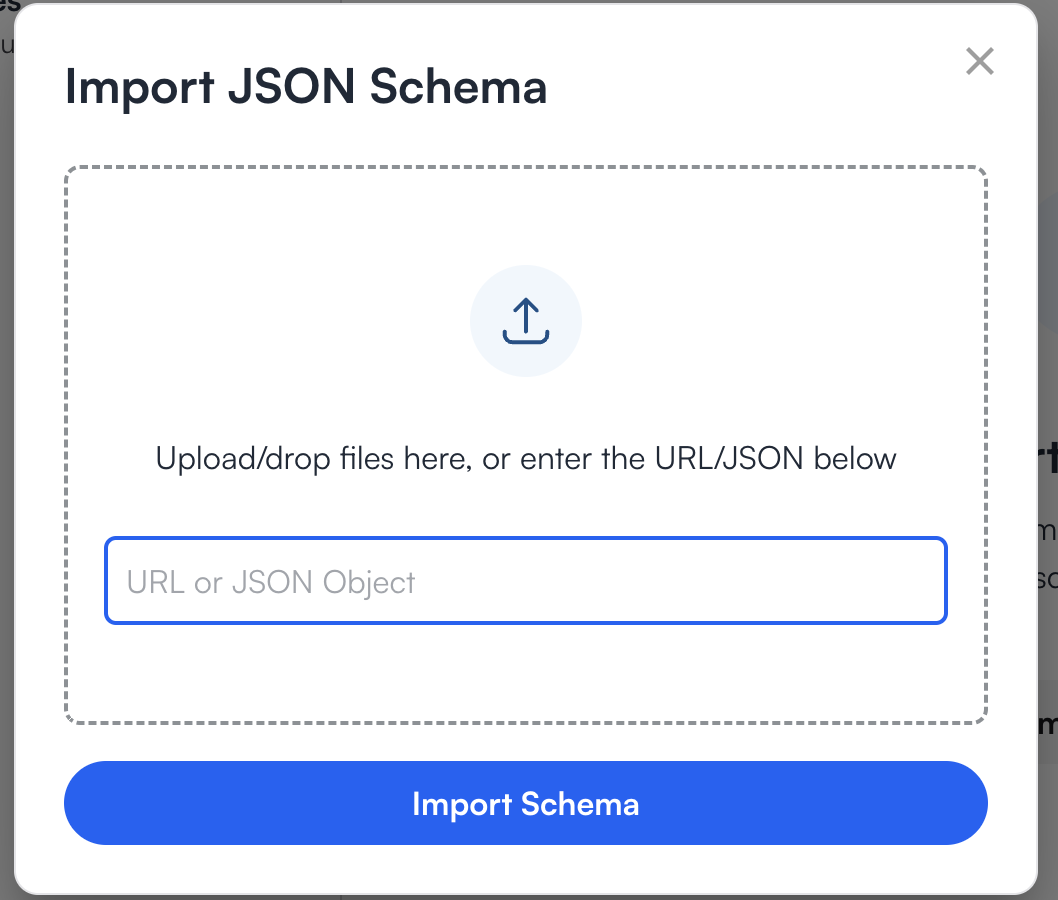 Import JSON Schema
Upload/drop files here, or enter the URL/JSON below
URL or JSON Object
Import Schema